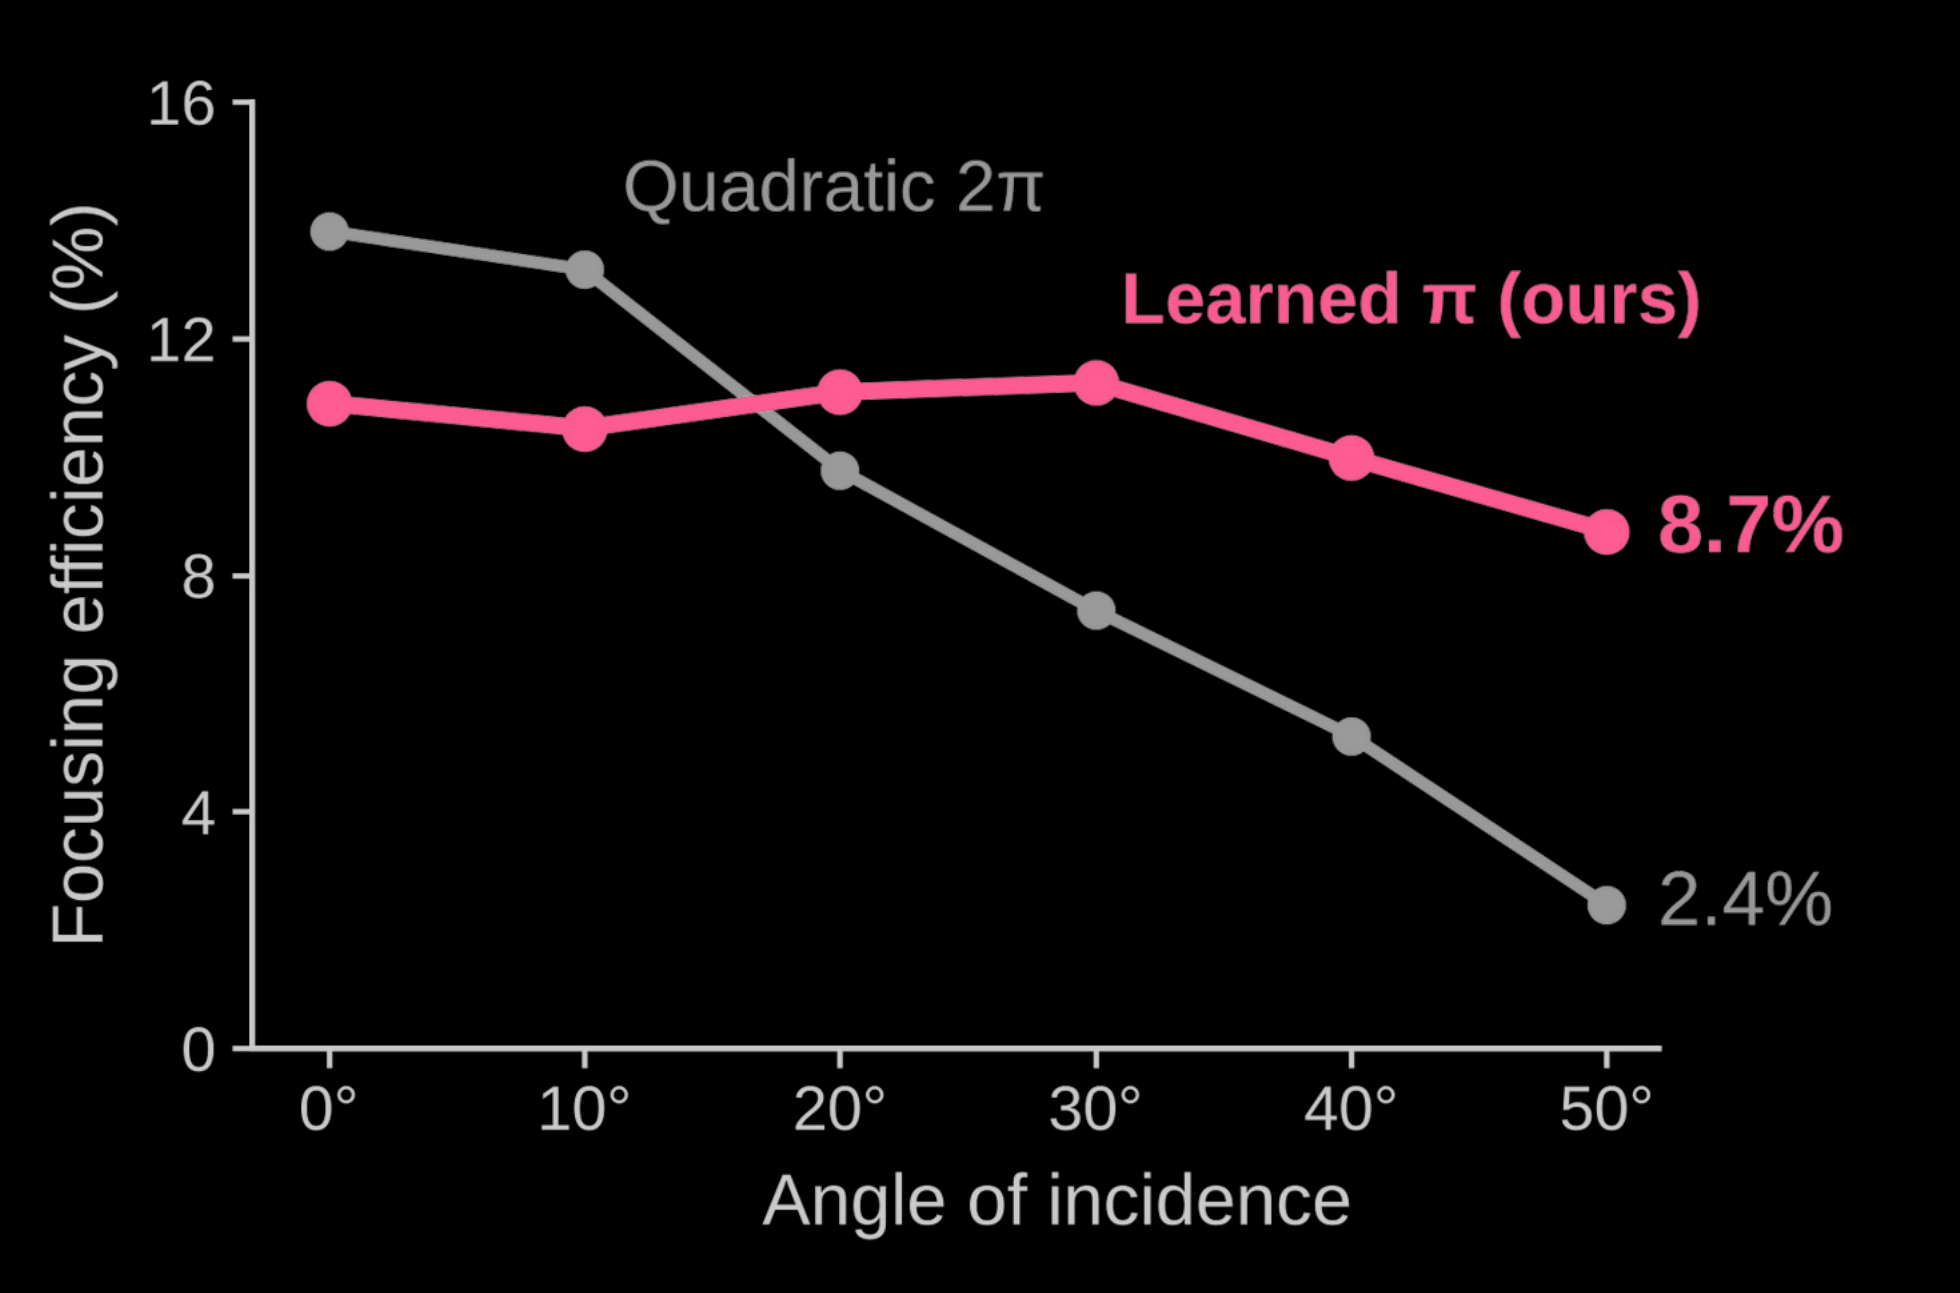 16
Quadratic 2π
Learned π (ours)
12
Focusing efficiency (%)
8.7%
8
4
2.4%
0
0° 10° 20° 30° 40° 50°
Angle of incidence